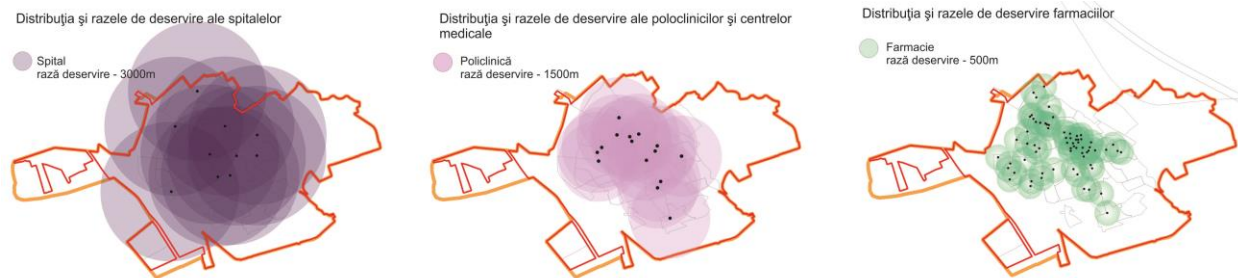 Distribuţia şi razele de deservire ale spitalelor
Spital
rază deservire - 3000m
Distribuţia şi razele de deservire ale poloclinicilor şi centrelor
medicale
Policlinică
rază deservire - 1500m
Distribuţia şi razele de deservire farmaciilor
Farmacie
rază deservire - 500m